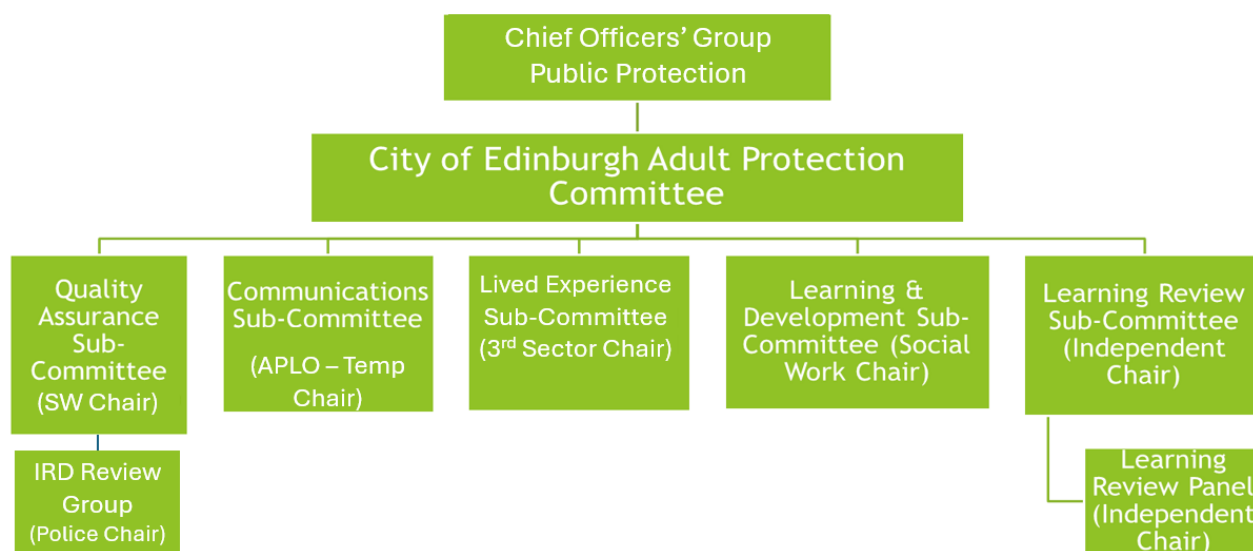 Chief Officers’ Group
Public Protection
City of Edinburgh Adult Protection
Committee
Quality
Assurance
Sub-
Committee
(SW Chair)
Communications
Sub-Committee
(APLO – Temp
Chair)
Lived Experience
Sub-Committee
(3rd Sector Chair)
Learning &
Development Sub-
Committee (Social
Work Chair)
Learning Review
Sub-Committee
(Independent
Chair)
IRD Review
Group
(Police Chair)
Learning
Review Panel
(Independent
Chair)